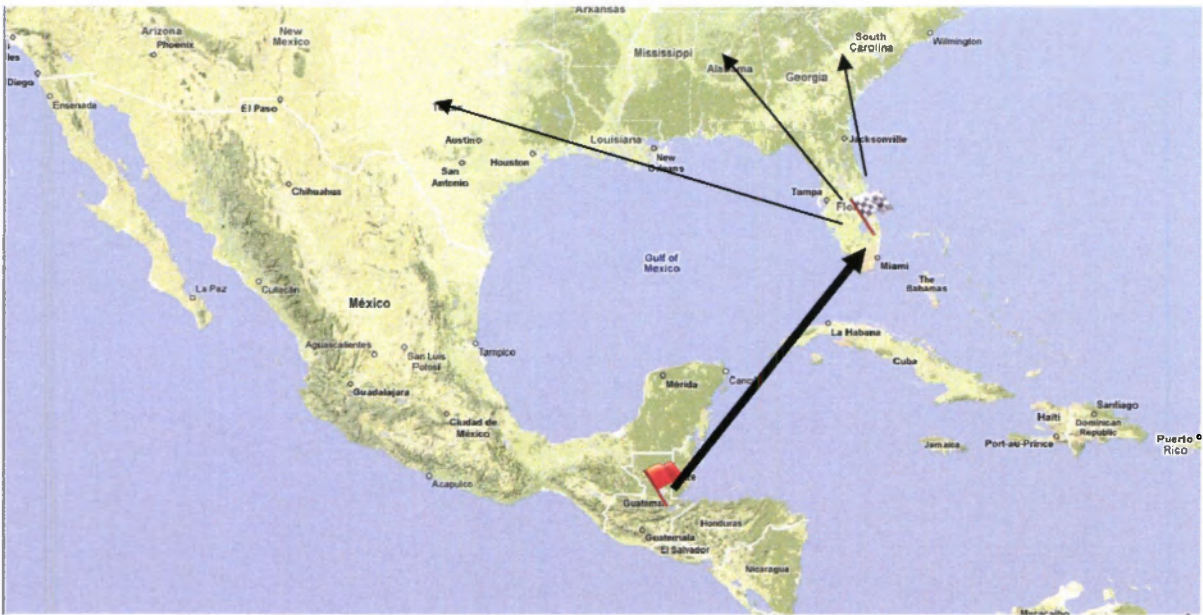 Arkansas
Arizona
Phoenix
New
Mexico
Mississippi
Alabama
Georgia
South
Carolina
Wilmington
les
Diego
Ensenada
El Paso
Austin
San
Antonio
Houston
Louisiana
New
Orleans
Jacksonville
Tampa
Miami
The
Bahamas
Gulf of
Mexico
Chihuahua
La Paz
Culiacán
México
Aguascalientes
San Luis
Potosí
Tampico
Guadalajara
Ciudad de
México
Acapulco
Mérida
La Habana
Cuba
Haiti
Santiago
Dominican
Republic
Jamaica
Port-au-Prince
Puerto
Rico
Guatemala
Honduras
El Salvador
Nicaragua
Maracaibo